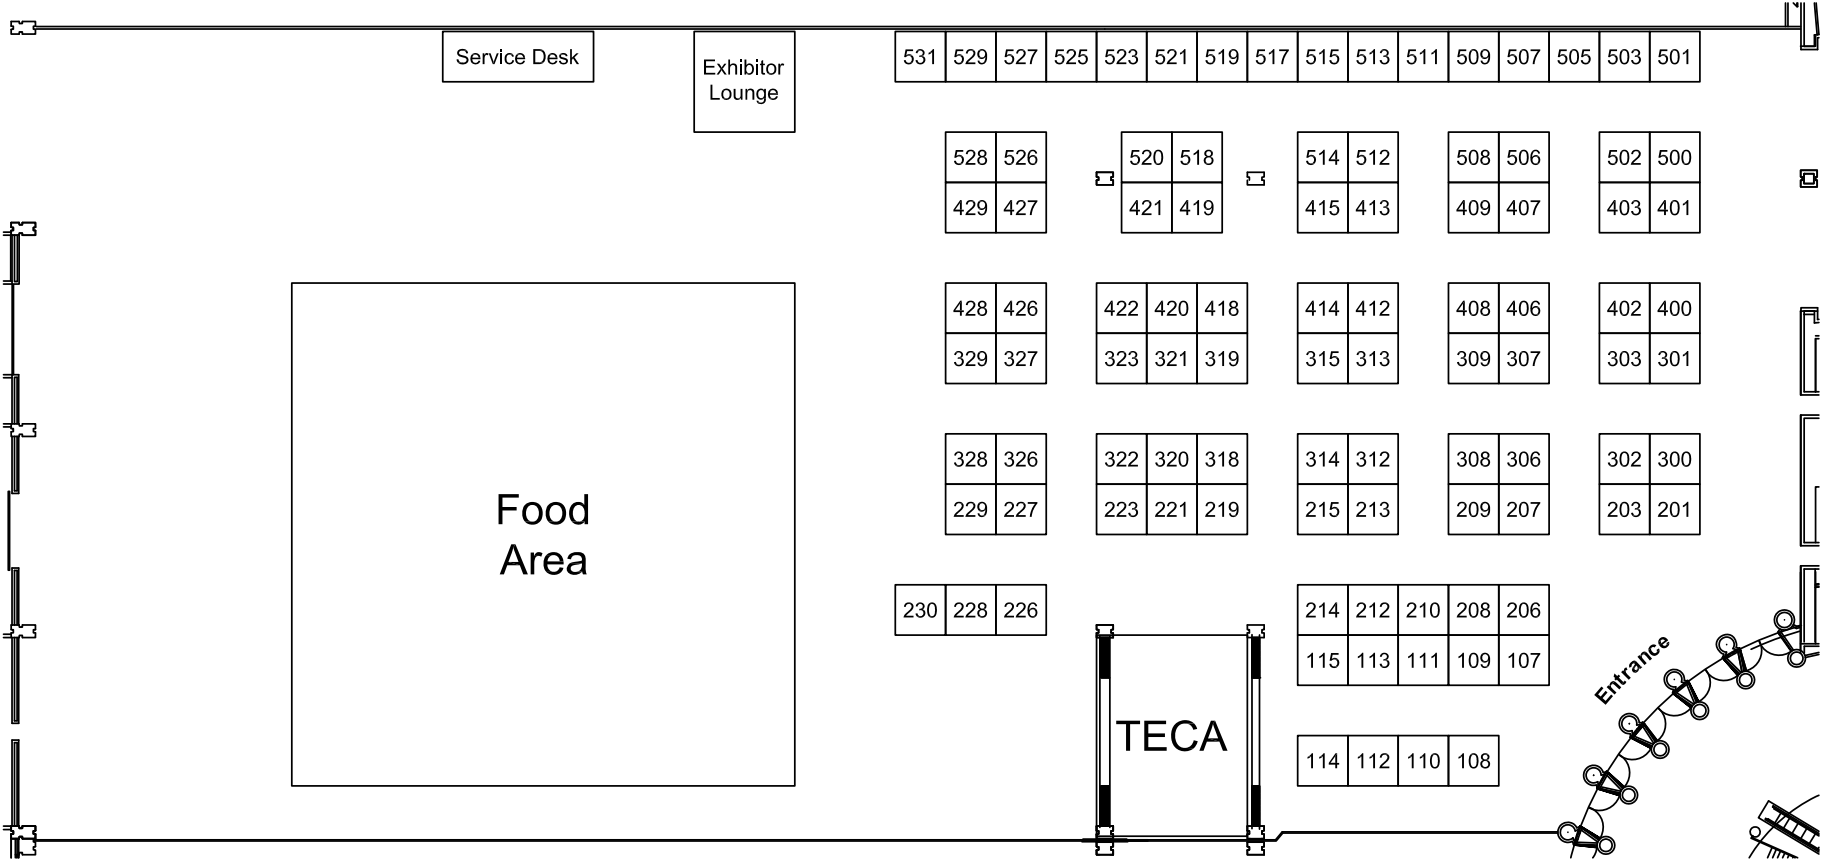 Service Desk
Exhibitor
Lounge
531 529 527 525 523 521 519 517 515 513 511 509 507 505 503 501
528 526 520 518 514 512 508 506 502 500
429 427 421 419 415 413 409 407 403 401
428 426 422 420 418 414 412 408 406 402 400
329 327 323 321 319 315 313 309 307 303 301
328 326 322 320 318 314 312 308 306 302 300
229 227 223 221 219 215 213 209 207 203 201
Food
Area
230 228 226 214 212 210 208 206
115 113 111 109 107
Entrance
TECA
114 112 110 108